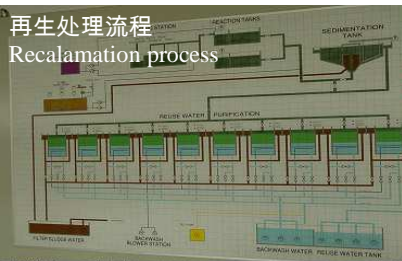 再生处理流程
Recalamation process
STATION
REACTION TANKS
SEDIMENTATION
TANK
REUSE WATER PURIFICATION
FILTER SLUDGE WATER
BACKWASH
BLOWER STATION
BACKWASH WATER
REUSE WATER TANK